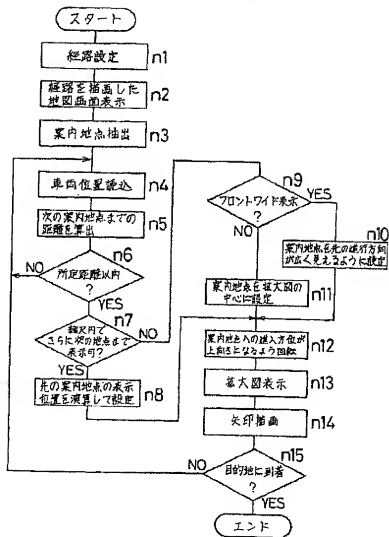 スタート
経路設定 n1
経路を描画した
地図画面表示 n2
案内地点抽出 n3
車両位置読込 n4
次の案内地点までの
距離を算出 n5
n6
所定距離以内
?
NO
YES
n7
縮尺内で
さらに次の地点まで
表示可?
NO
YES
先の案内地点の表示
位置を演算して設定 n8
n9
フロントワイド表示
?
YES
NO
n10
案内地点を先の進行方向
が広く見えるように設定
案内地点を拡大図の
中心に設定 n11
案内地点への進入方位が
上向きになるよう回転 n12
拡大図表示 n13
矢印描画 n14
n15
目的地に到着
?
NO
YES
エンド